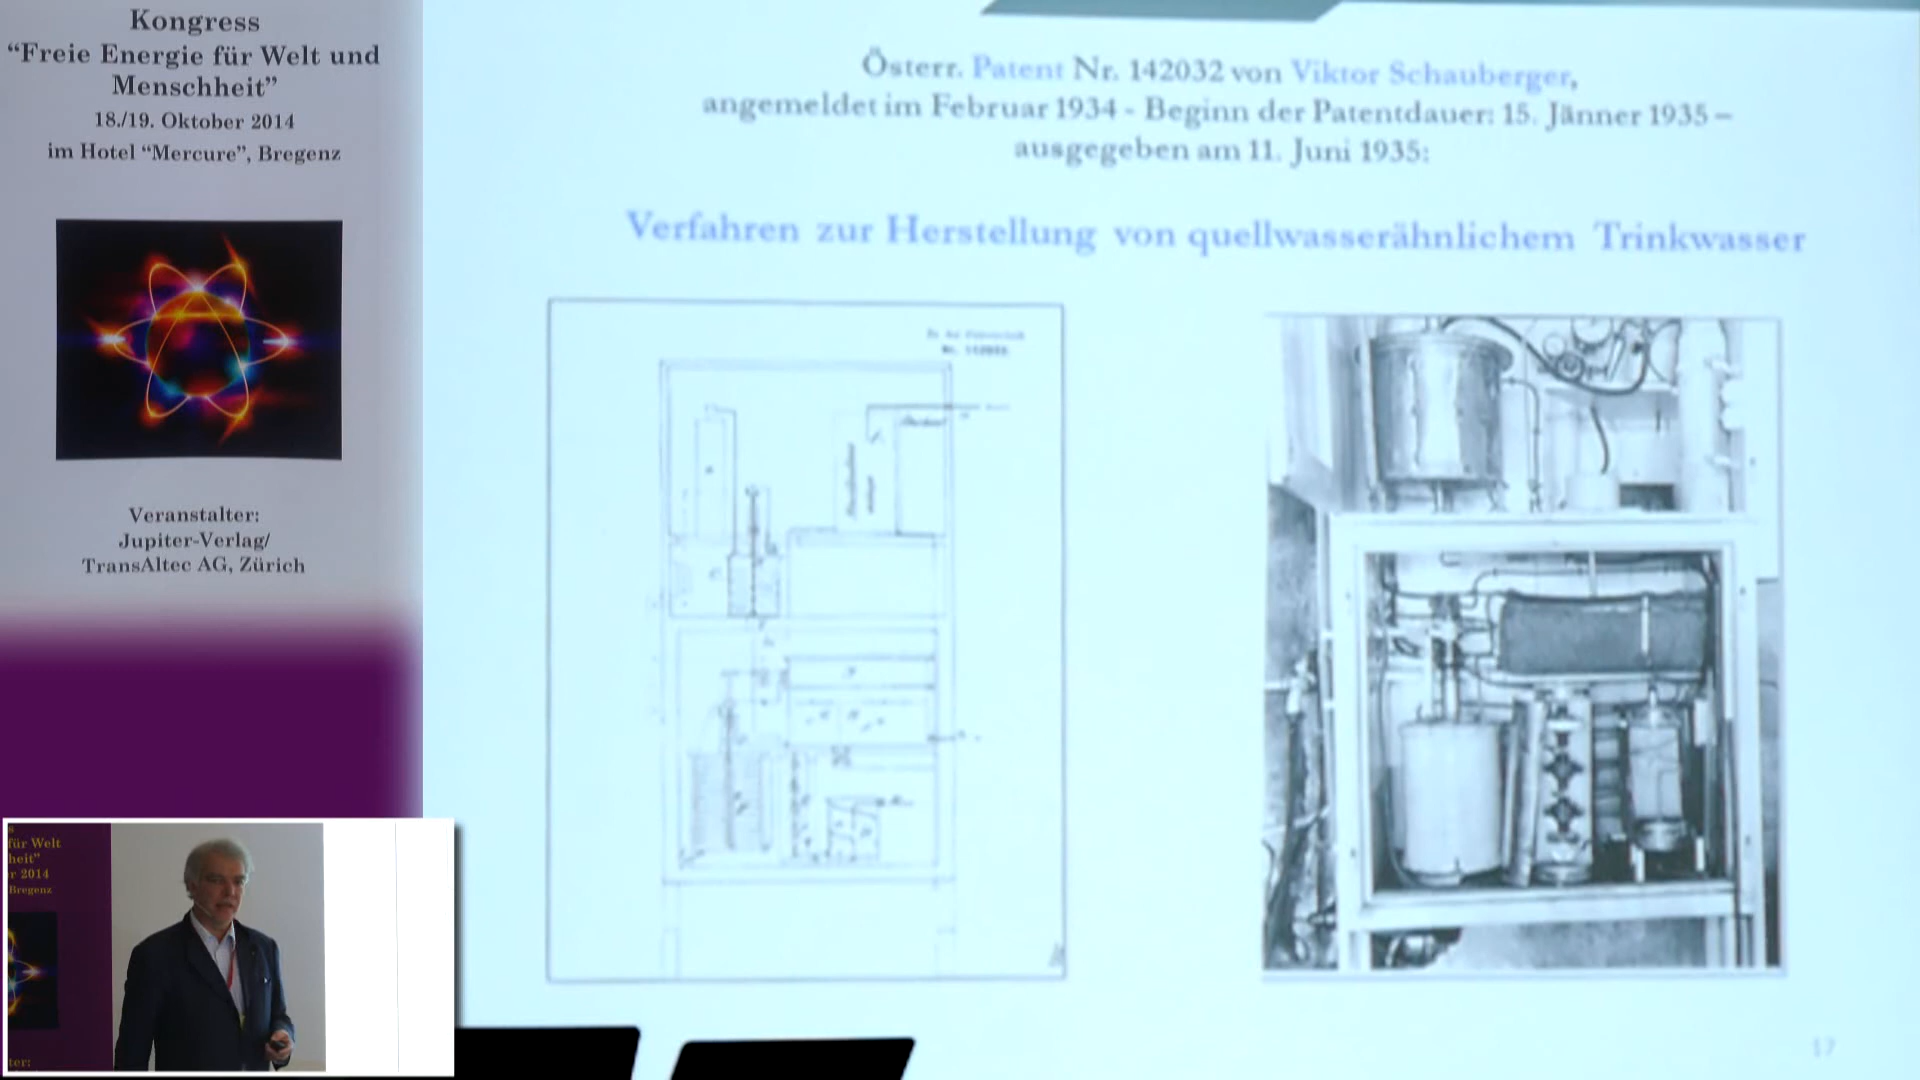 Kongress
“Freie Energie für Welt und
Menschheit”
18./19. Oktober 2014
im Hotel “Mercure”, Bregenz
Veranstalter:
Jupiter-Verlag/
TransAltec AG, Zürich
Österr. Patent Nr. 142032 von Viktor Schauberger,
angemeldet im Februar 1934 - Beginn der Patentdauer: 15. Jänner 1935 –
ausgegeben am 11. Juni 1935:
Verfahren zur Herstellung von quellwasserähnlichem Trinkwasser
17
für Welt
heit”
r 2014
Bregenz
ter: